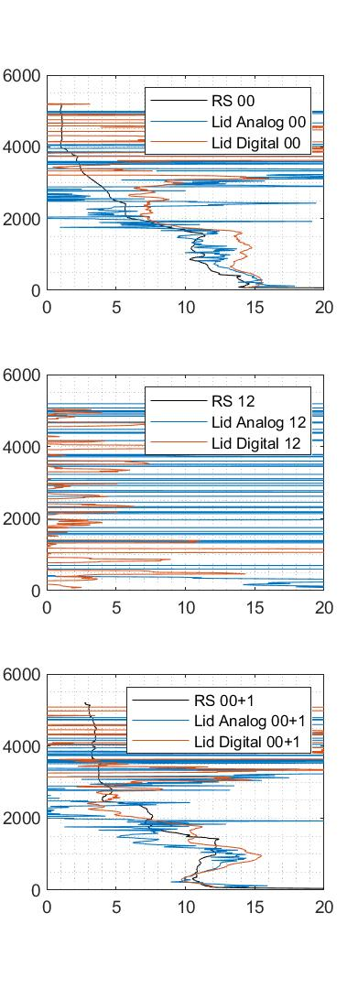 6000
RS 00
Lid Analog 00
Lid Digital 00
4000
2000
0
0 5 10 15 20
6000
RS 12
Lid Analog 12
Lid Digital 12
4000
2000
0
0 5 10 15 20
6000
RS 00+1
Lid Analog 00+1
Lid Digital 00+1
4000
2000
0
0 5 10 15 20